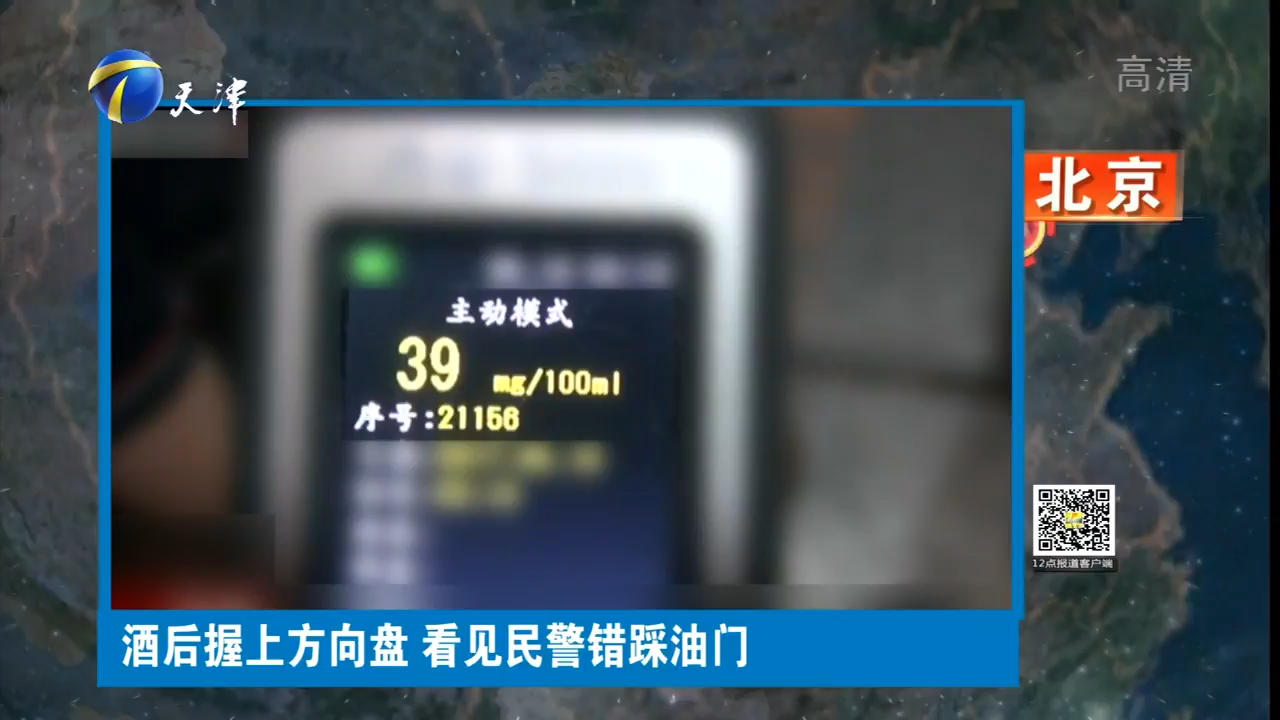 天津
高清
北京
主动模式
39 mg/100ml
序号:21156
12点报道客户端
酒后握上方向盘 看见民警错踩油门